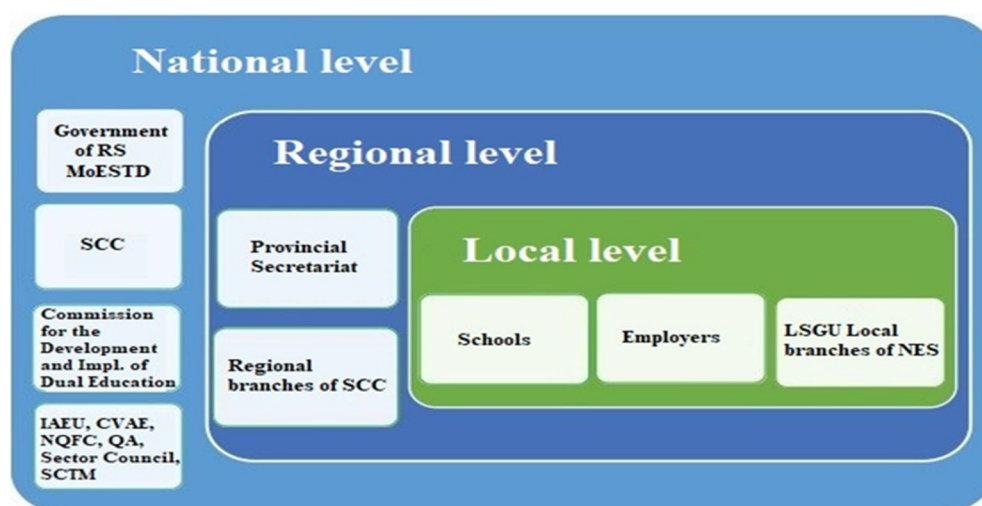 National level
Government
of RS
MoESTD
SCC
Commission
for the
Development
and Impl. of
Dual Education
IAEU, CVAE,
NQFC, QA,
Sector Council,
SCTM
Regional level
Provincial
Secretariat
Regional
branches of SCC
Local level
Schools
Employers
LSGU Local
branches of NES